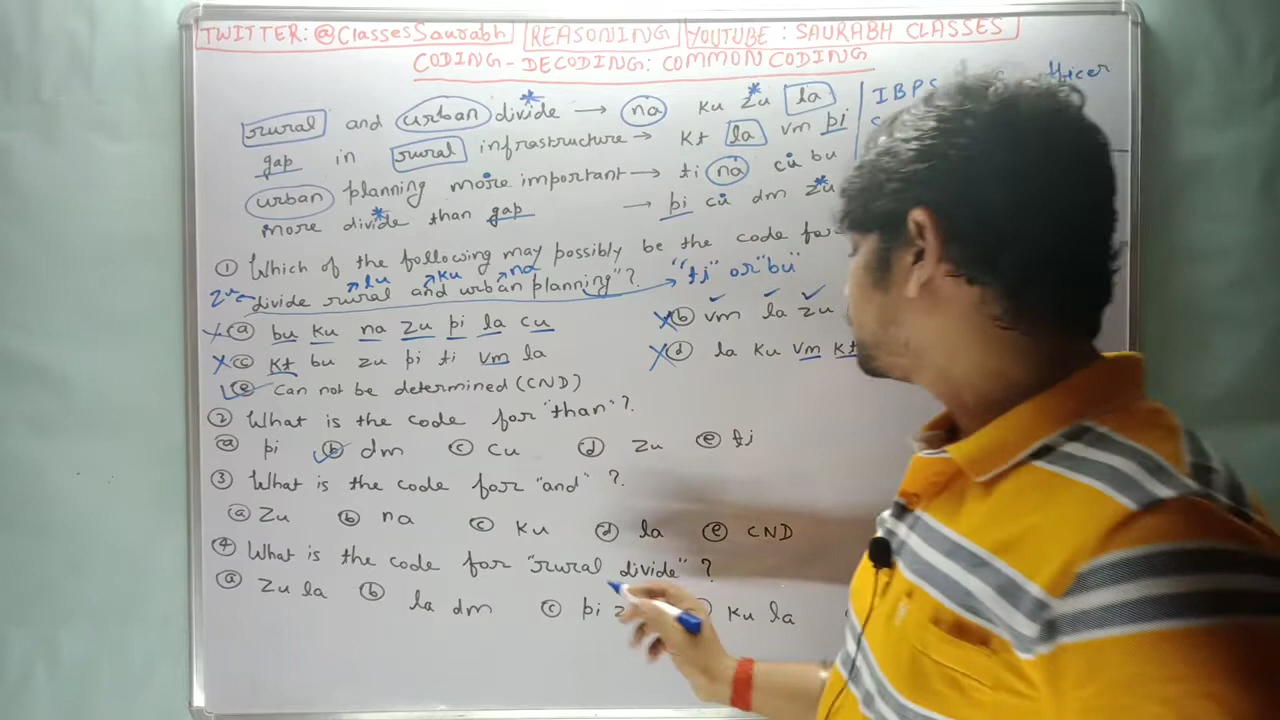 TWITTER: @ClassesSaurabh REASONING YOUTUBE: SAURABH CLASSES
CODING-DECODING: COMMON CODING
rural and urban divide* → na ku zu* la IBPS
gap in rural infrastructure → kt la vm pi
urban planning more important → ti na cu bu
more divide* than gap → pi cu dm zu*
① Which of the following may possibly be the code for
zu la ku na
"divide rural and urban planning"? "ti" or "bu"
ⓐ bu ku na zu pi la cu ⓑ vm la zu
ⓒ kt bu zu pi ti vm la ⓓ la ku vm kt
ⓔ can not be determined (CND)
② What is the code for "than"?
ⓐ pi ⓑ dm ⓒ cu ⓓ zu ⓔ ti
③ What is the code for "and" ?
ⓐ zu ⓑ na ⓒ ku ⓓ la ⓔ CND
④ What is the code for "rural divide" ?
ⓐ zu la ⓑ la dm ⓒ pi ku la